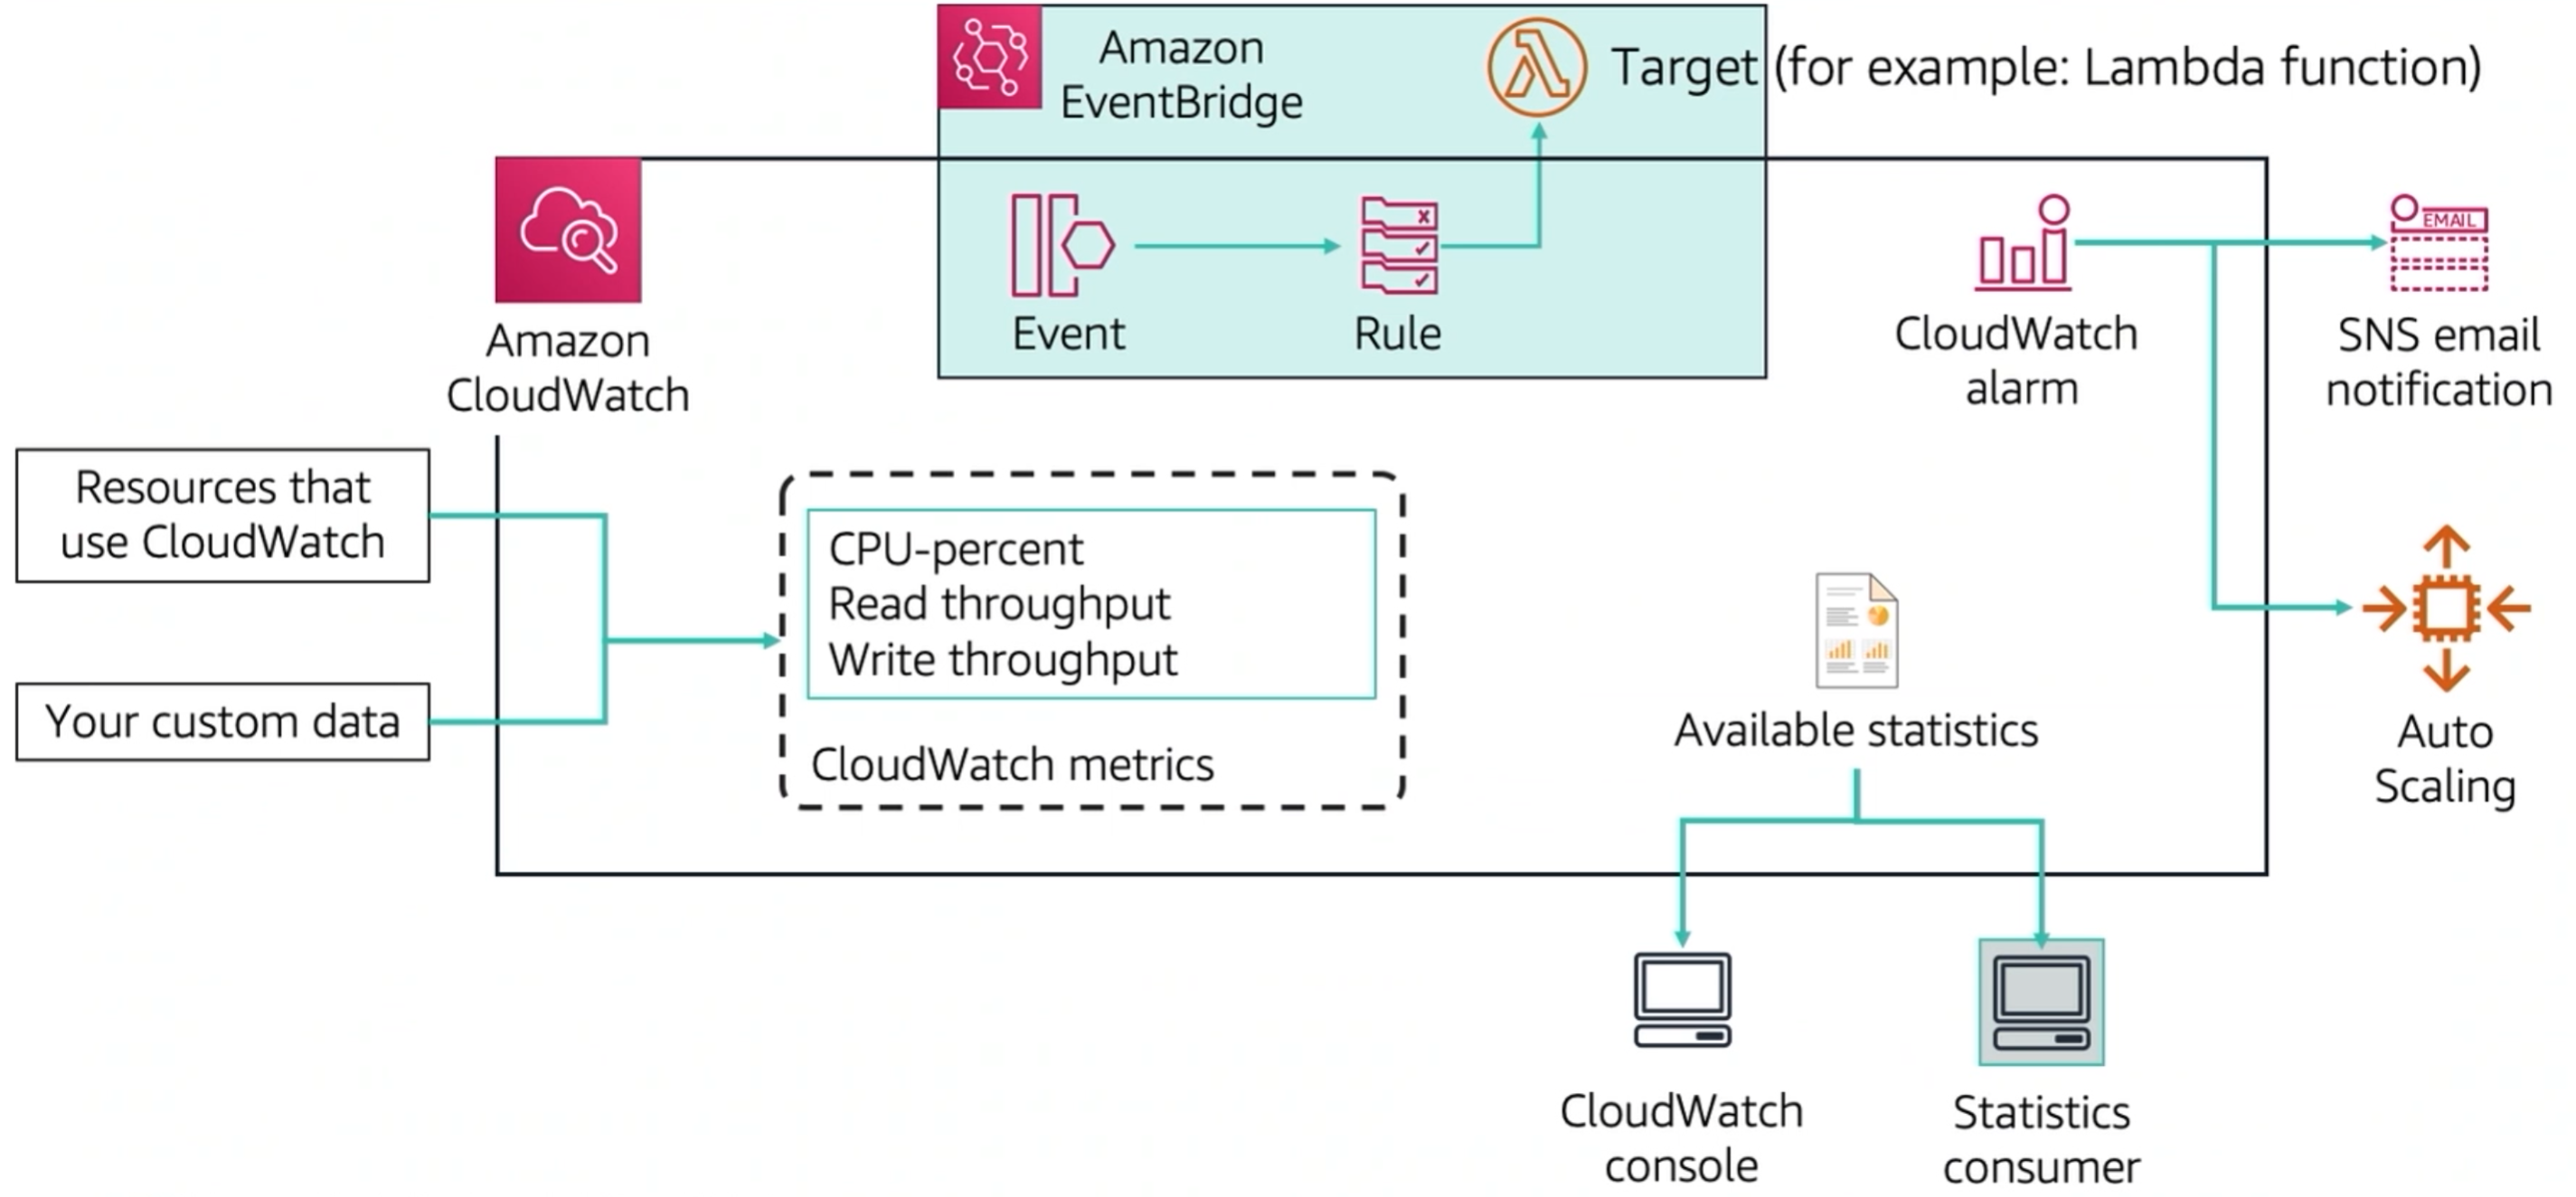 Amazon
EventBridge
Target (for example: Lambda function)
Amazon
CloudWatch
Event
Rule
CloudWatch
alarm
EMAIL
SNS email
notification
Resources that
use CloudWatch
Your custom data
CPU-percent
Read throughput
Write throughput
CloudWatch metrics
Available statistics
Auto
Scaling
CloudWatch
console
Statistics
consumer